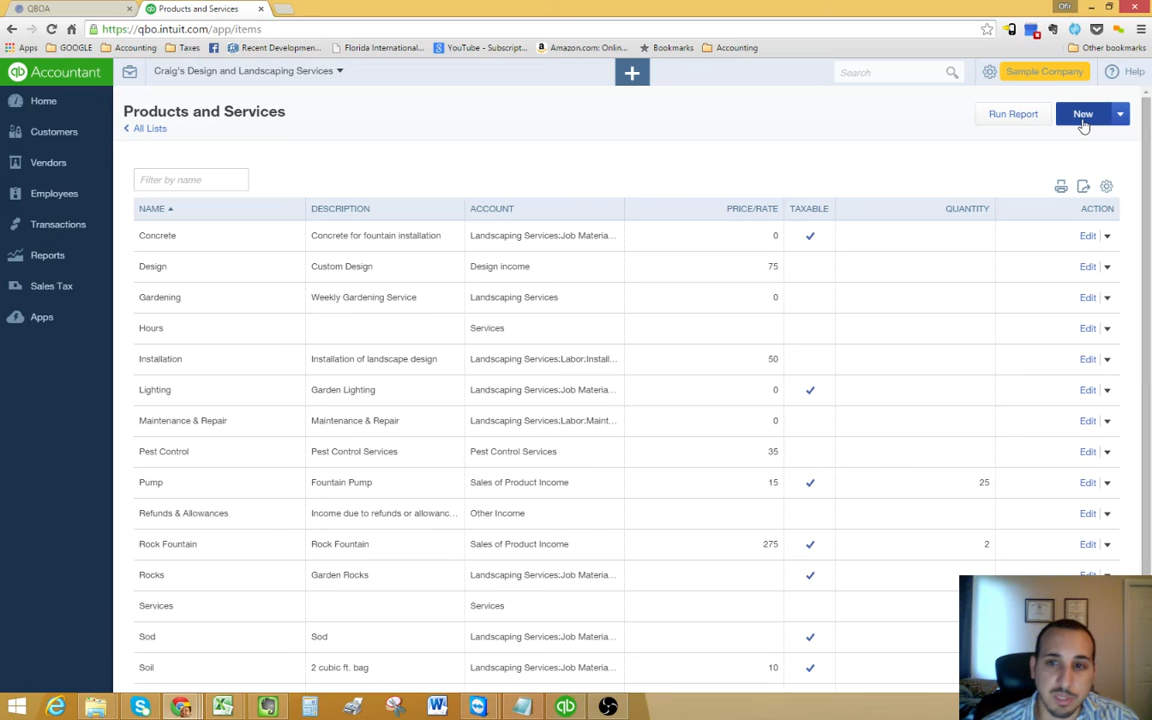 QBOA
Products and Services
Ofir
https://qbo.intuit.com/app/items
Apps GOOGLE Accounting Taxes Recent Developmen... Florida International... YouTube - Subscript... Amazon.com: Onlin... Bookmarks Accounting Other bookmarks
qb Accountant Craig's Design and Landscaping Services + Search Sample Company ? Help
Home
Customers
Vendors
Employees
Transactions
Reports
Sales Tax
Apps
Products and Services
All Lists
Run Report New
Filter by name
NAME DESCRIPTION ACCOUNT PRICE/RATE TAXABLE QUANTITY ACTION
Concrete Concrete for fountain installation Landscaping Services:Job Materia... 0 Edit
Design Custom Design Design income 75 Edit
Gardening Weekly Gardening Service Landscaping Services 0 Edit
Hours Services Edit
Installation Installation of landscape design Landscaping Services:Labor:Install... 50 Edit
Lighting Garden Lighting Landscaping Services:Job Materia... 0 Edit
Maintenance & Repair Maintenance & Repair Landscaping Services:Labor:Maint... 0 Edit
Pest Control Pest Control Services Pest Control Services 35 Edit
Pump Fountain Pump Sales of Product Income 15 25 Edit
Refunds & Allowances Income due to refunds or allowanc... Other Income Edit
Rock Fountain Rock Fountain Sales of Product Income 275 2 Edit
Rocks Garden Rocks Landscaping Services:Job Materia... Edit
Services Services
Sod Sod Landscaping Services:Job Materia...
Soil 2 cubic ft. bag Landscaping Services:Job Materia... 10